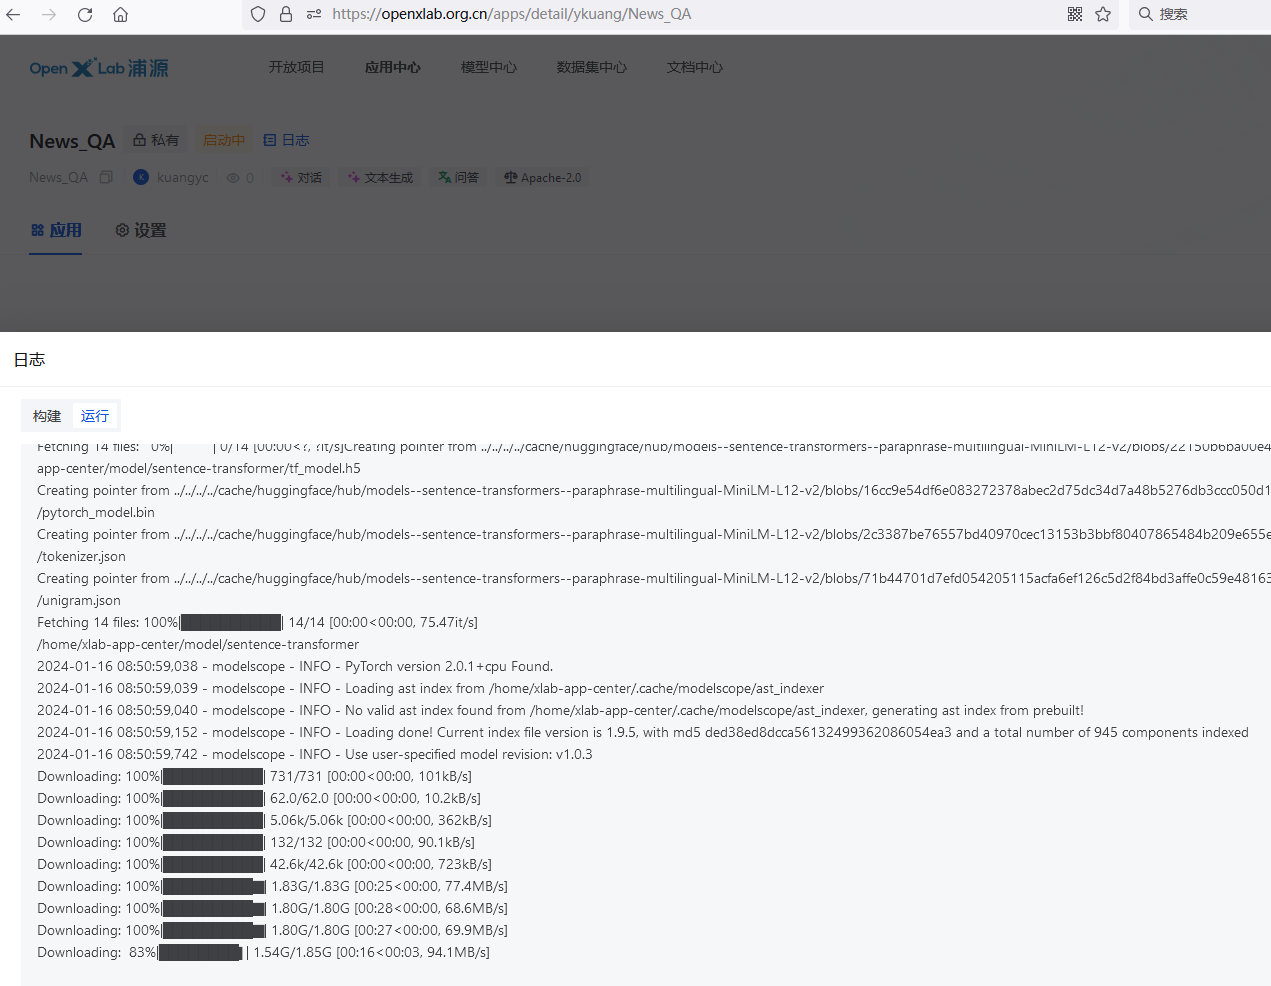 https://openxlab.org.cn/apps/detail/ykuang/News_QA 搜索
OpenXLab浦源 开放项目 应用中心 模型中心 数据集中心 文档中心
News_QA 私有 启动中 日志
News_QA K kuangyc 0 对话 文本生成 问答 Apache-2.0
应用 设置
日志
构建 运行
Fetching 14 files: 0%| | 0/14 [00:00<?, ?it/s]Creating pointer from ../../../../cache/huggingface/hub/models--sentence-transformers--paraphrase-multilingual-MiniLM-L12-v2/blobs/22150b6ba00e4
app-center/model/sentence-transformer/tf_model.h5
Creating pointer from ../../../../cache/huggingface/hub/models--sentence-transformers--paraphrase-multilingual-MiniLM-L12-v2/blobs/16cc9e54df6e083272378abec2d75dc34d7a48b5276db3ccc050d1
/pytorch_model.bin
Creating pointer from ../../../../cache/huggingface/hub/models--sentence-transformers--paraphrase-multilingual-MiniLM-L12-v2/blobs/2c3387be76557bd40970cec13153b3bbf80407865484b209e655e
/tokenizer.json
Creating pointer from ../../../../cache/huggingface/hub/models--sentence-transformers--paraphrase-multilingual-MiniLM-L12-v2/blobs/71b44701d7efd054205115acfa6ef126c5d2f84bd3affe0c59e48163
/unigram.json
Fetching 14 files: 100%|██████████| 14/14 [00:00<00:00, 75.47it/s]
/home/xlab-app-center/model/sentence-transformer
2024-01-16 08:50:59,038 - modelscope - INFO - PyTorch version 2.0.1+cpu Found.
2024-01-16 08:50:59,039 - modelscope - INFO - Loading ast index from /home/xlab-app-center/.cache/modelscope/ast_indexer
2024-01-16 08:50:59,040 - modelscope - INFO - No valid ast index found from /home/xlab-app-center/.cache/modelscope/ast_indexer, generating ast index from prebuilt!
2024-01-16 08:50:59,152 - modelscope - INFO - Loading done! Current index file version is 1.9.5, with md5 ded38ed8dcca56132499362086054ea3 and a total number of 945 components indexed
2024-01-16 08:50:59,742 - modelscope - INFO - Use user-specified model revision: v1.0.3
Downloading: 100%|██████████| 731/731 [00:00<00:00, 101kB/s]
Downloading: 100%|██████████| 62.0/62.0 [00:00<00:00, 10.2kB/s]
Downloading: 100%|██████████| 5.06k/5.06k [00:00<00:00, 362kB/s]
Downloading: 100%|██████████| 132/132 [00:00<00:00, 90.1kB/s]
Downloading: 100%|██████████| 42.6k/42.6k [00:00<00:00, 723kB/s]
Downloading: 100%|█████████▉| 1.83G/1.83G [00:25<00:00, 77.4MB/s]
Downloading: 100%|█████████▉| 1.80G/1.80G [00:28<00:00, 68.6MB/s]
Downloading: 100%|█████████▉| 1.80G/1.80G [00:27<00:00, 69.9MB/s]
Downloading: 83%|████████▎ | 1.54G/1.85G [00:16<00:03, 94.1MB/s]